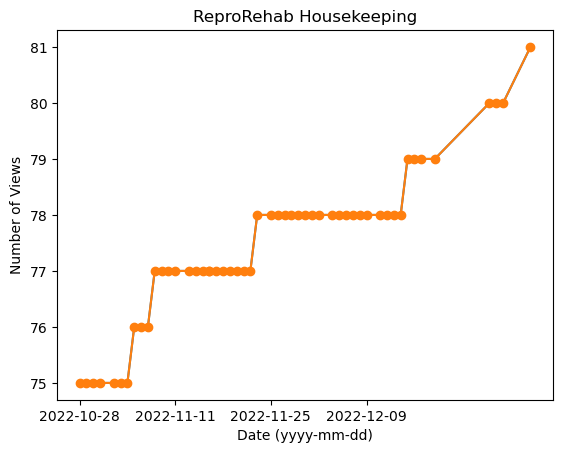 ReproRehab Housekeeping
Number of Views
81
80
79
78
77
76
75
2022-10-28 2022-11-11 2022-11-25 2022-12-09
Date (yyyy-mm-dd)